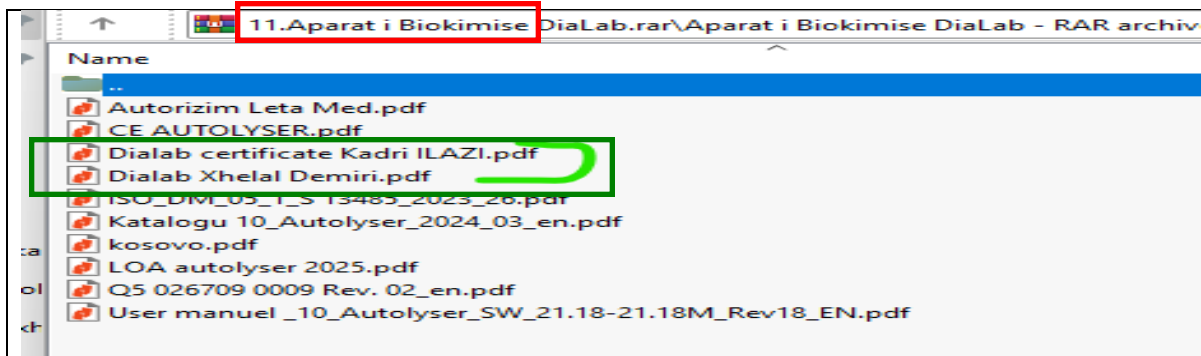 11.Aparat i Biokimise DiaLab.rar\Aparat i Biokimise DiaLab - RAR archiv
Name
..
Autorizim Leta Med.pdf
CE AUTOLYSER.pdf
Dialab certificate Kadri ILAZI.pdf
Dialab Xhelal Demiri.pdf
ISO_DM_05_1_S 13485_2023_26.pdf
Katalogu 10_Autolyser_2024_03_en.pdf
kosovo.pdf
LOA autolyser 2025.pdf
Q5 026709 0009 Rev. 02_en.pdf
User manuel _10_Autolyser_SW_21.18-21.18M_Rev18_EN.pdf